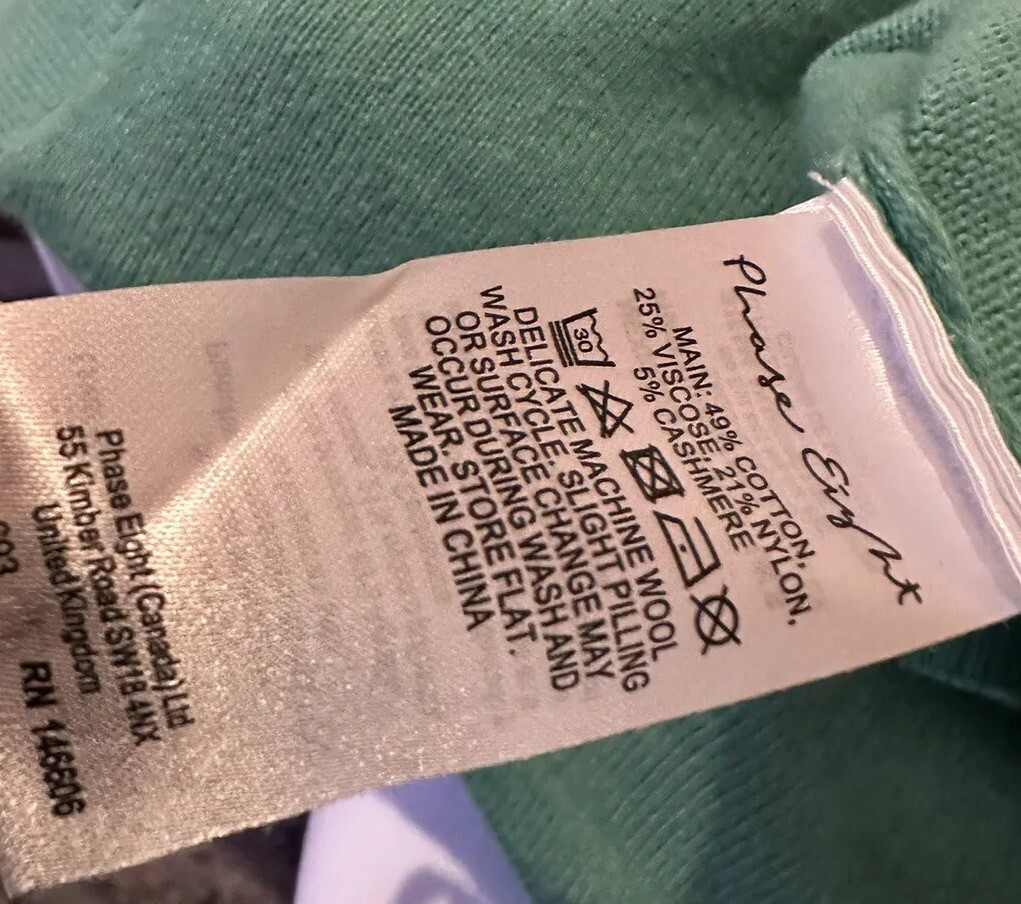 Phase Eight
MAIN: 49% COTTON,
25% VISCOSE, 21% NYLON,
5% CASHMERE
30
DELICATE MACHINE WOOL
WASH CYCLE. SLIGHT PILLING
OR SURFACE CHANGE MAY
OCCUR DURING WASH AND
WEAR. STORE FLAT.
MADE IN CHINA
Phase Eight (Canada) Ltd
55 Kimber Road SW18 4NX
United Kingdom
RN 146506